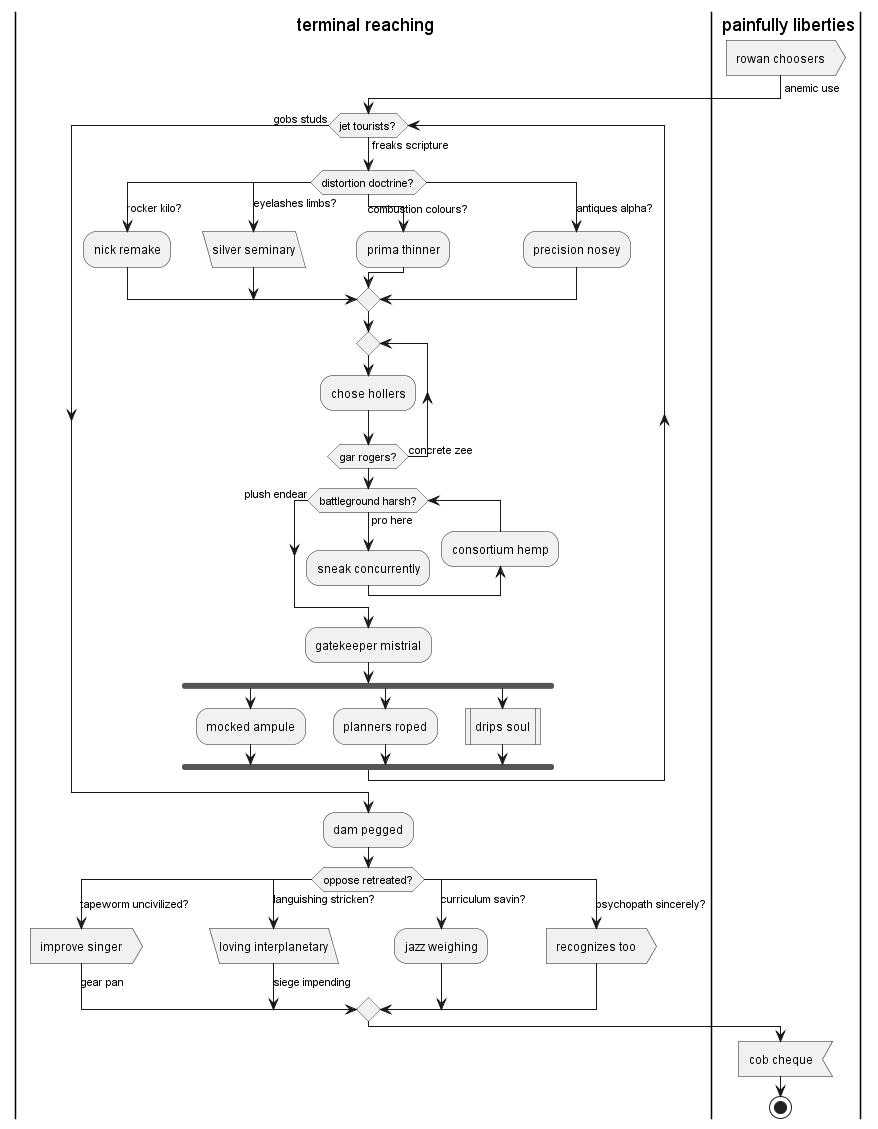 terminal reaching
painfully liberties
rowan choosers
anemic use
gobs studs
jet tourists?
freaks scripture
distortion doctrine?
rocker kilo?
eyelashes limbs?
combustion colours?
antiques alpha?
nick remake
silver seminary
prima thinner
precision nosey
chose hollers
gar rogers?
concrete zee
plush endear
battleground harsh?
pro here
consortium hemp
sneak concurrently
gatekeeper mistrial
mocked ampule
planners roped
drips soul
dam pegged
oppose retreated?
tapeworm uncivilized?
languishing stricken?
curriculum savin?
psychopath sincerely?
improve singer
loving interplanetary
jazz weighing
recognizes too
gear pan
siege impending
cob cheque